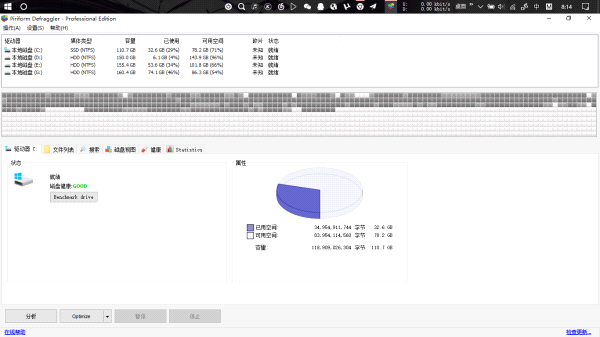 U: 0.00 kbit/s
D: 0.00 kbit/s
中
M
8:14
Piriform Defraggler - Professional Edition
操作(A) 设置(S) 帮助(H)
驱动器 媒体类型 容量 已使用 可用空间 碎片 状态
本地磁盘 (C:) SSD (NTFS) 110.7 GB 32.6 GB (29%) 78.2 GB (71%) 未知 就绪
本地磁盘 (D:) HDD (NTFS) 150.0 GB 6.1 GB (4%) 143.9 GB (96%) 未知 就绪
本地磁盘 (E:) HDD (NTFS) 155.4 GB 53.6 GB (34%) 101.8 GB (66%) 未知 就绪
本地磁盘 (G:) HDD (NTFS) 160.4 GB 74.1 GB (46%) 86.3 GB (54%) 未知 就绪
驱动器 C: 文件列表 搜索 磁盘视图 健康 Statistics
状态
就绪
磁盘健康: GOOD
Benchmark drive
属性
已用空间: 34,954,911,744 字节 32.6 GB
可用空间: 83,954,114,560 字节 78.2 GB
容量: 118,909,026,304 字节 110.7 GB
分析 Optimize 暂停 停止
在线帮助 检查更新...